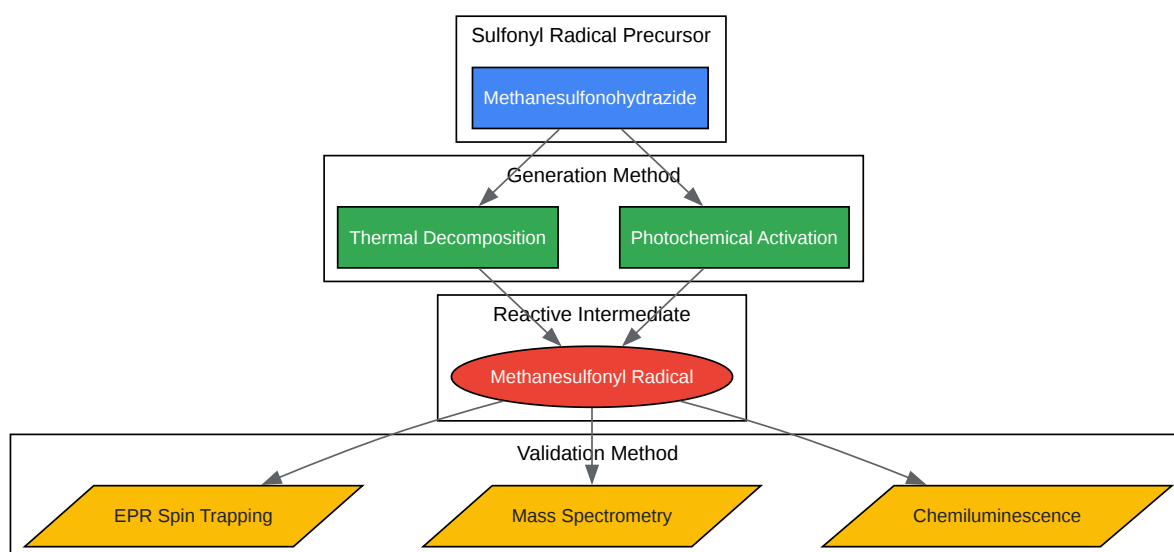 Sulfonyl Radical Precursor
Methanesulfonohydrazide
Generation Method
Thermal Decomposition
Photochemical Activation
Reactive Intermediate
Methanesulfonyl Radical
Validation Method
EPR Spin Trapping
Mass Spectrometry
Chemiluminescence